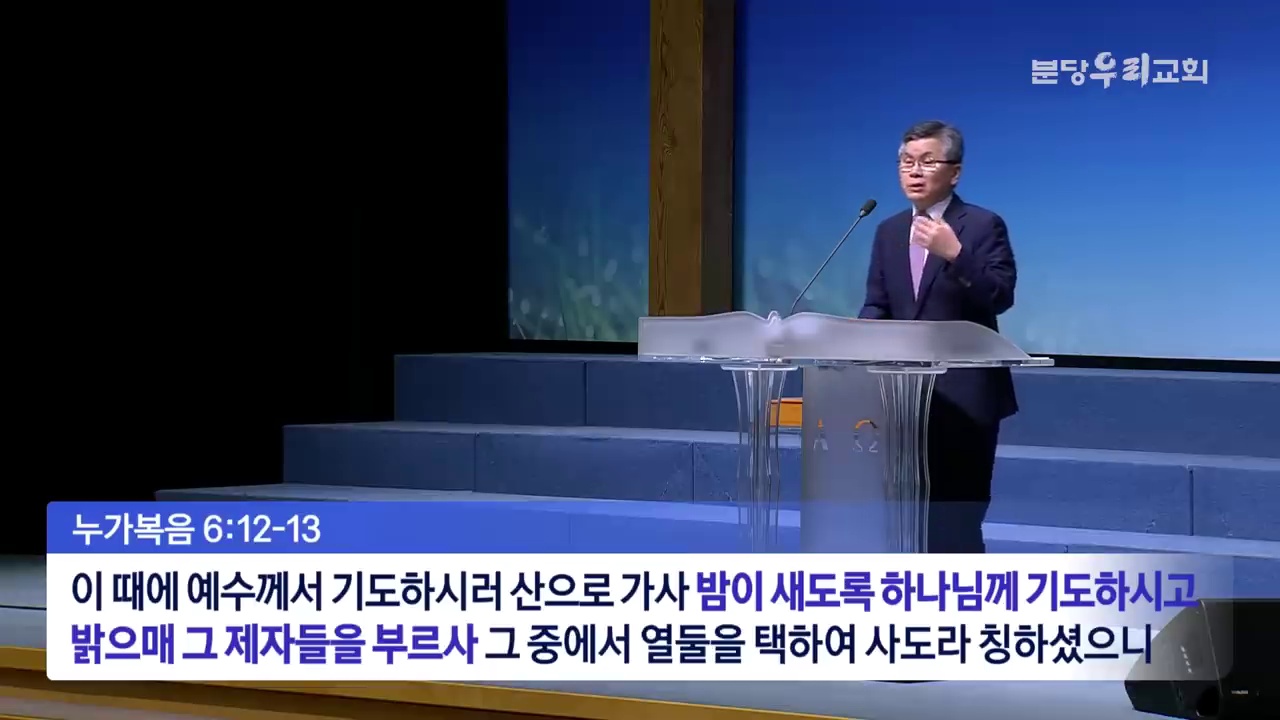 분당우리교회
누가복음 6:12-13
이 때에 예수께서 기도하시러 산으로 가사 밤이 새도록 하나님께 기도하시고
밝으매 그 제자들을 부르사 그 중에서 열둘을 택하여 사도라 칭하셨으니